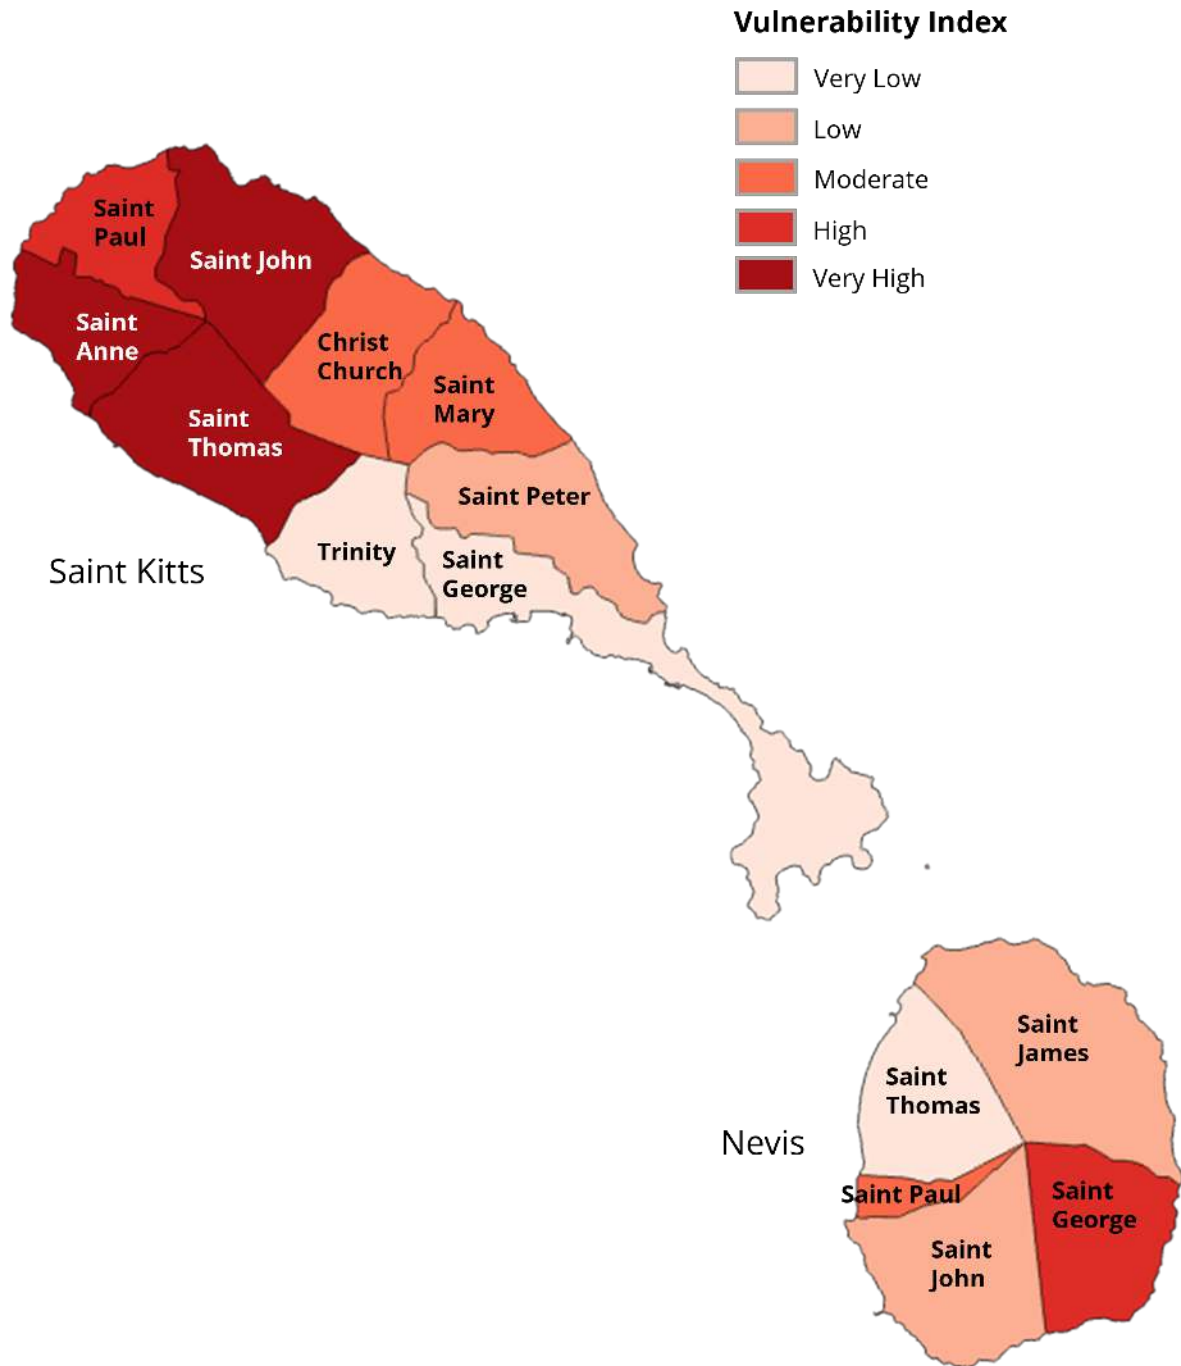 Vulnerability Index
Very Low
Low
Moderate
High
Very High
Saint
Paul
Saint John
Saint
Anne
Christ
Church
Saint
Mary
Saint
Thomas
Saint Peter
Trinity
Saint
George
Saint Kitts
Saint
James
Saint
Thomas
Nevis
Saint Paul
Saint
George
Saint
John